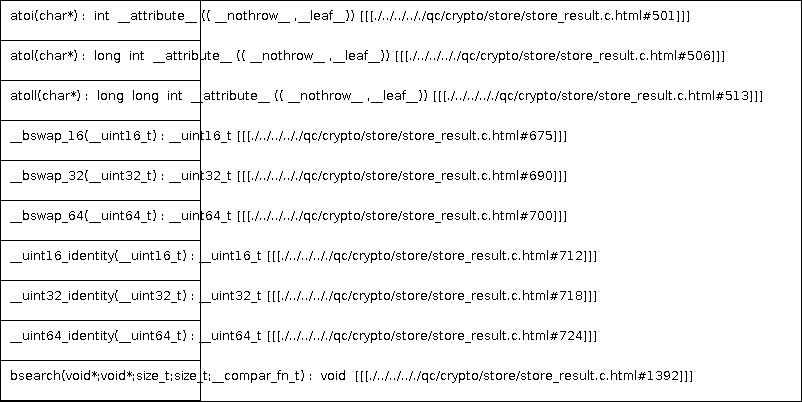 atoi(char*) : int __attribute__ (( __nothrow__ ,__leaf__)) [[[./../../../qc/crypto/store/store_result.c.html#501]]]
atol(char*) : long int __attribute__ (( __nothrow__ ,__leaf__)) [[[./../../../qc/crypto/store/store_result.c.html#506]]]
atoll(char*) : long long int __attribute__ (( __nothrow__ ,__leaf__)) [[[./../../../qc/crypto/store/store_result.c.html#513]]]
__bswap_16(__uint16_t) : __uint16_t [[[./../../../qc/crypto/store/store_result.c.html#675]]]
__bswap_32(__uint32_t) : __uint32_t [[[./../../../qc/crypto/store/store_result.c.html#690]]]
__bswap_64(__uint64_t) : __uint64_t [[[./../../../qc/crypto/store/store_result.c.html#700]]]
__uint16_identity(__uint16_t) : __uint16_t [[[./../../../qc/crypto/store/store_result.c.html#712]]]
__uint32_identity(__uint32_t) : __uint32_t [[[./../../../qc/crypto/store/store_result.c.html#718]]]
__uint64_identity(__uint64_t) : __uint64_t [[[./../../../qc/crypto/store/store_result.c.html#724]]]
bsearch(void*;void*;size_t;size_t;__compar_fn_t) : void [[[./../../../qc/crypto/store/store_result.c.html#1392]]]